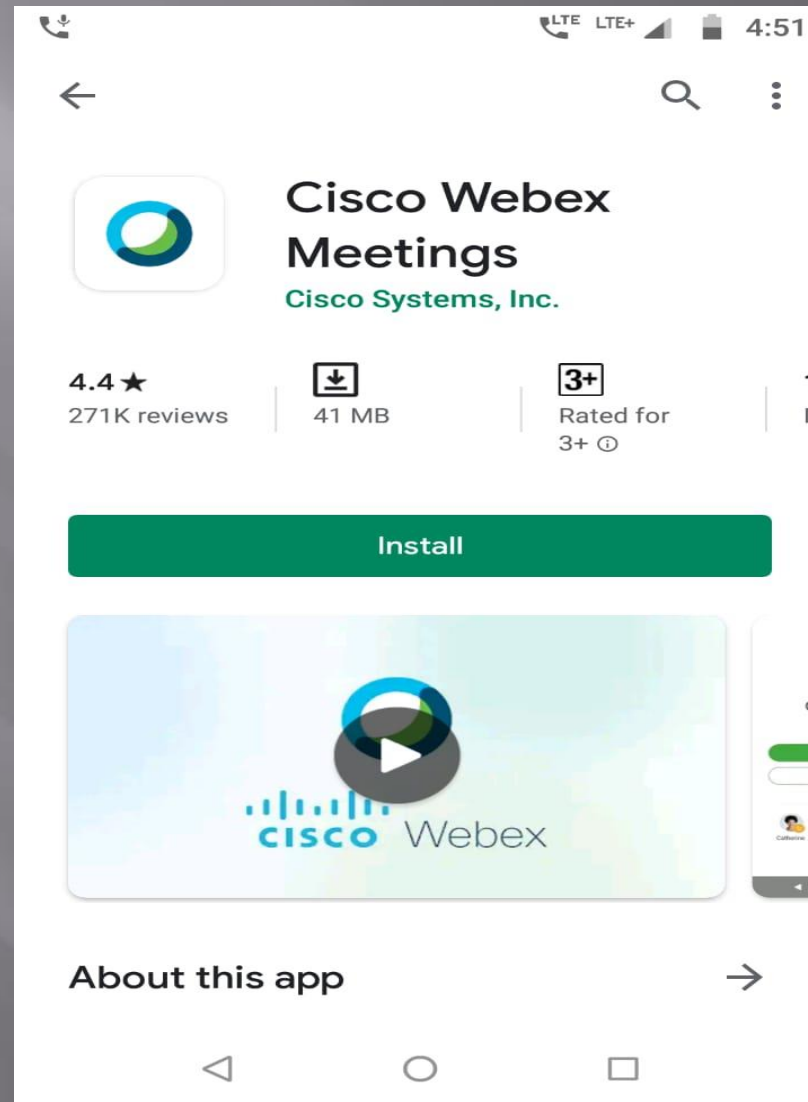 LTE LTE+ 4:51
Cisco Webex
Meetings
Cisco Systems, Inc.
4.4★
271K reviews
41 MB
3+
Rated for
3+
Install
CISCO Webex
Catherine
About this app